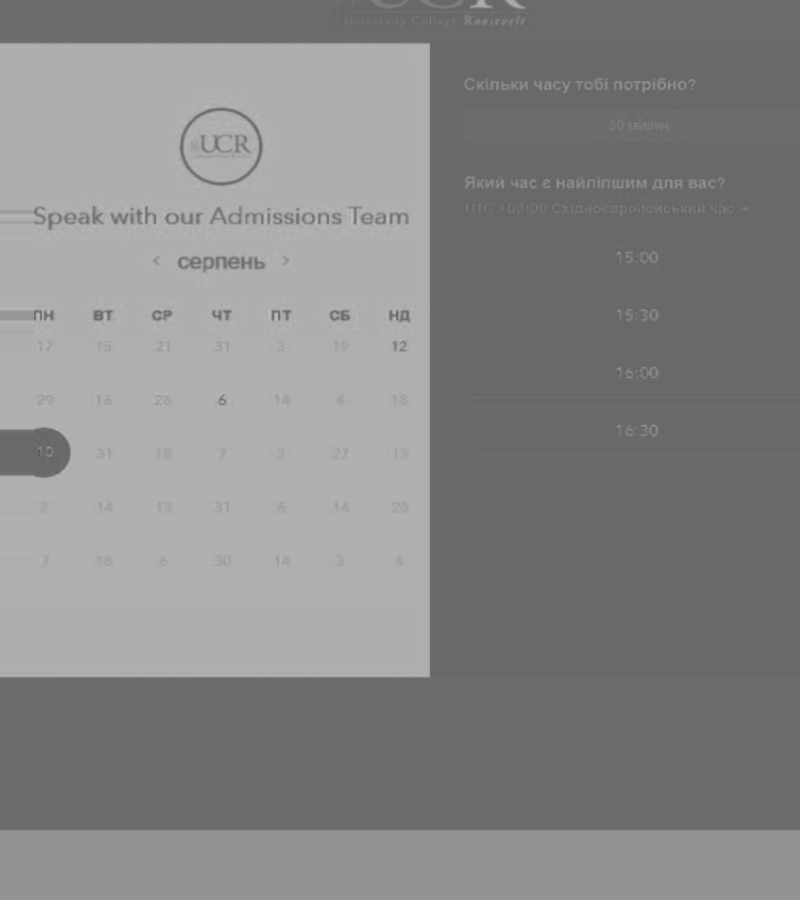 UCR
University College Roosevelt
UCR
Speak with our Admissions Team
< серпень >
ПН ВТ СР ЧТ ПТ СБ НД
17 15 21 31 3 19 12
29 16 26 6 14 4 18
10 31 18 7 3 27 13
2 14 13 31 6 14 20
7 18 6 30 14 3 4
Скільки часу тобі потрібно?
30 хвилин
Який час є найліпшим для вас?
UTC +03:00 Східноєвропейський час
15:00
15:30
16:00
16:30